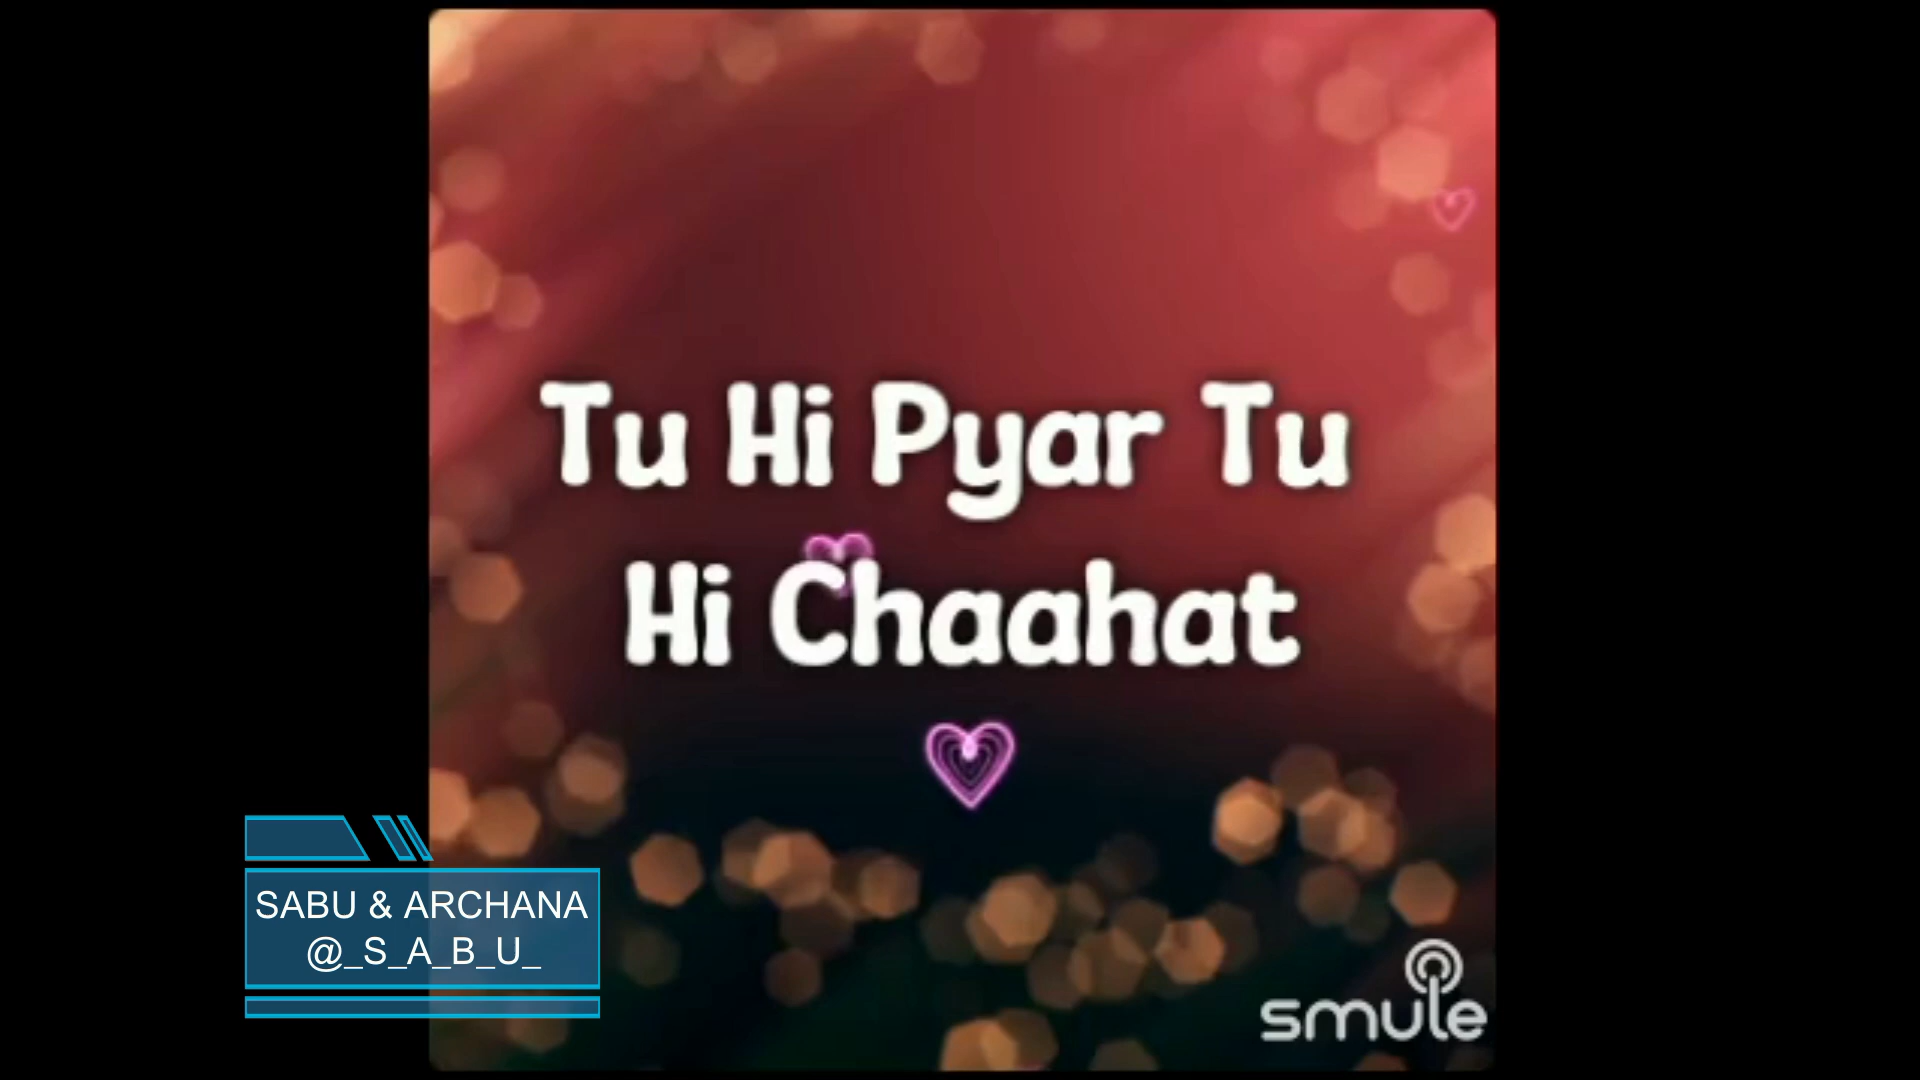 Tu Hi Pyar Tu
Hi Chaahat
SABU & ARCHANA
@_S_A_B_U_
smule